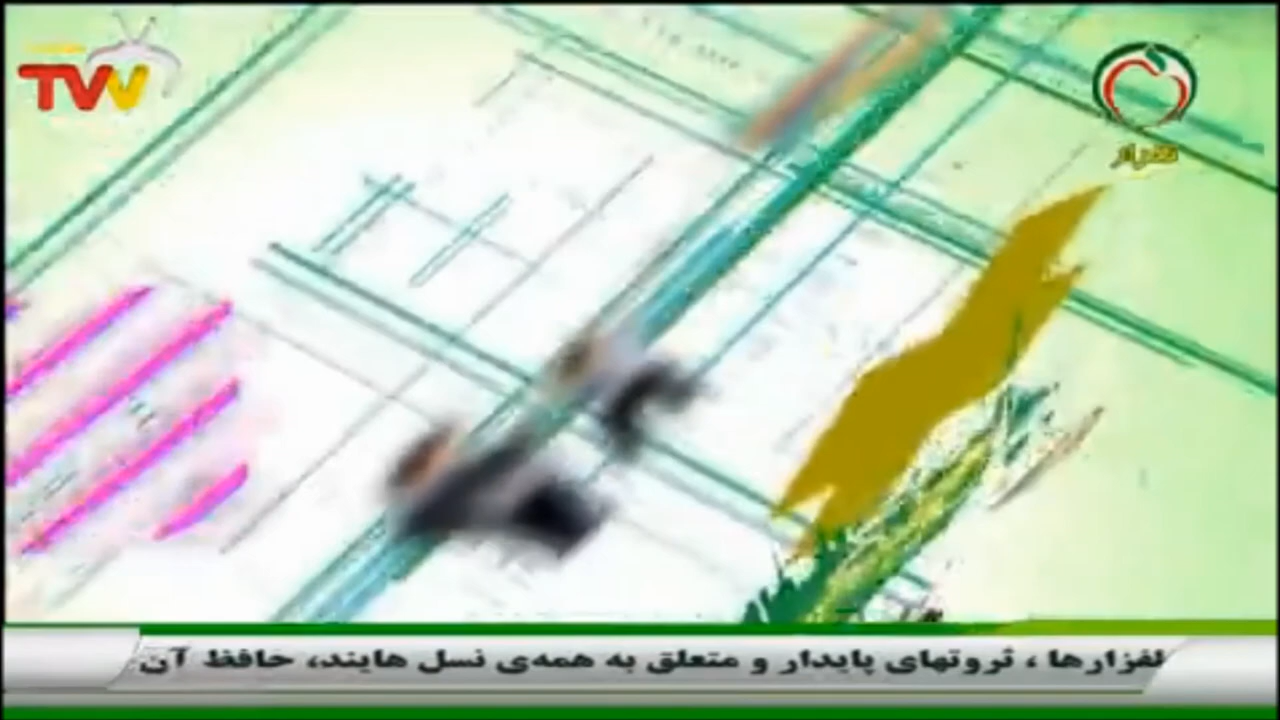 TVV
لفزارها ، ثروتهای پایدار و متعلق به همه‌ی نسل هایند، حافظ آن